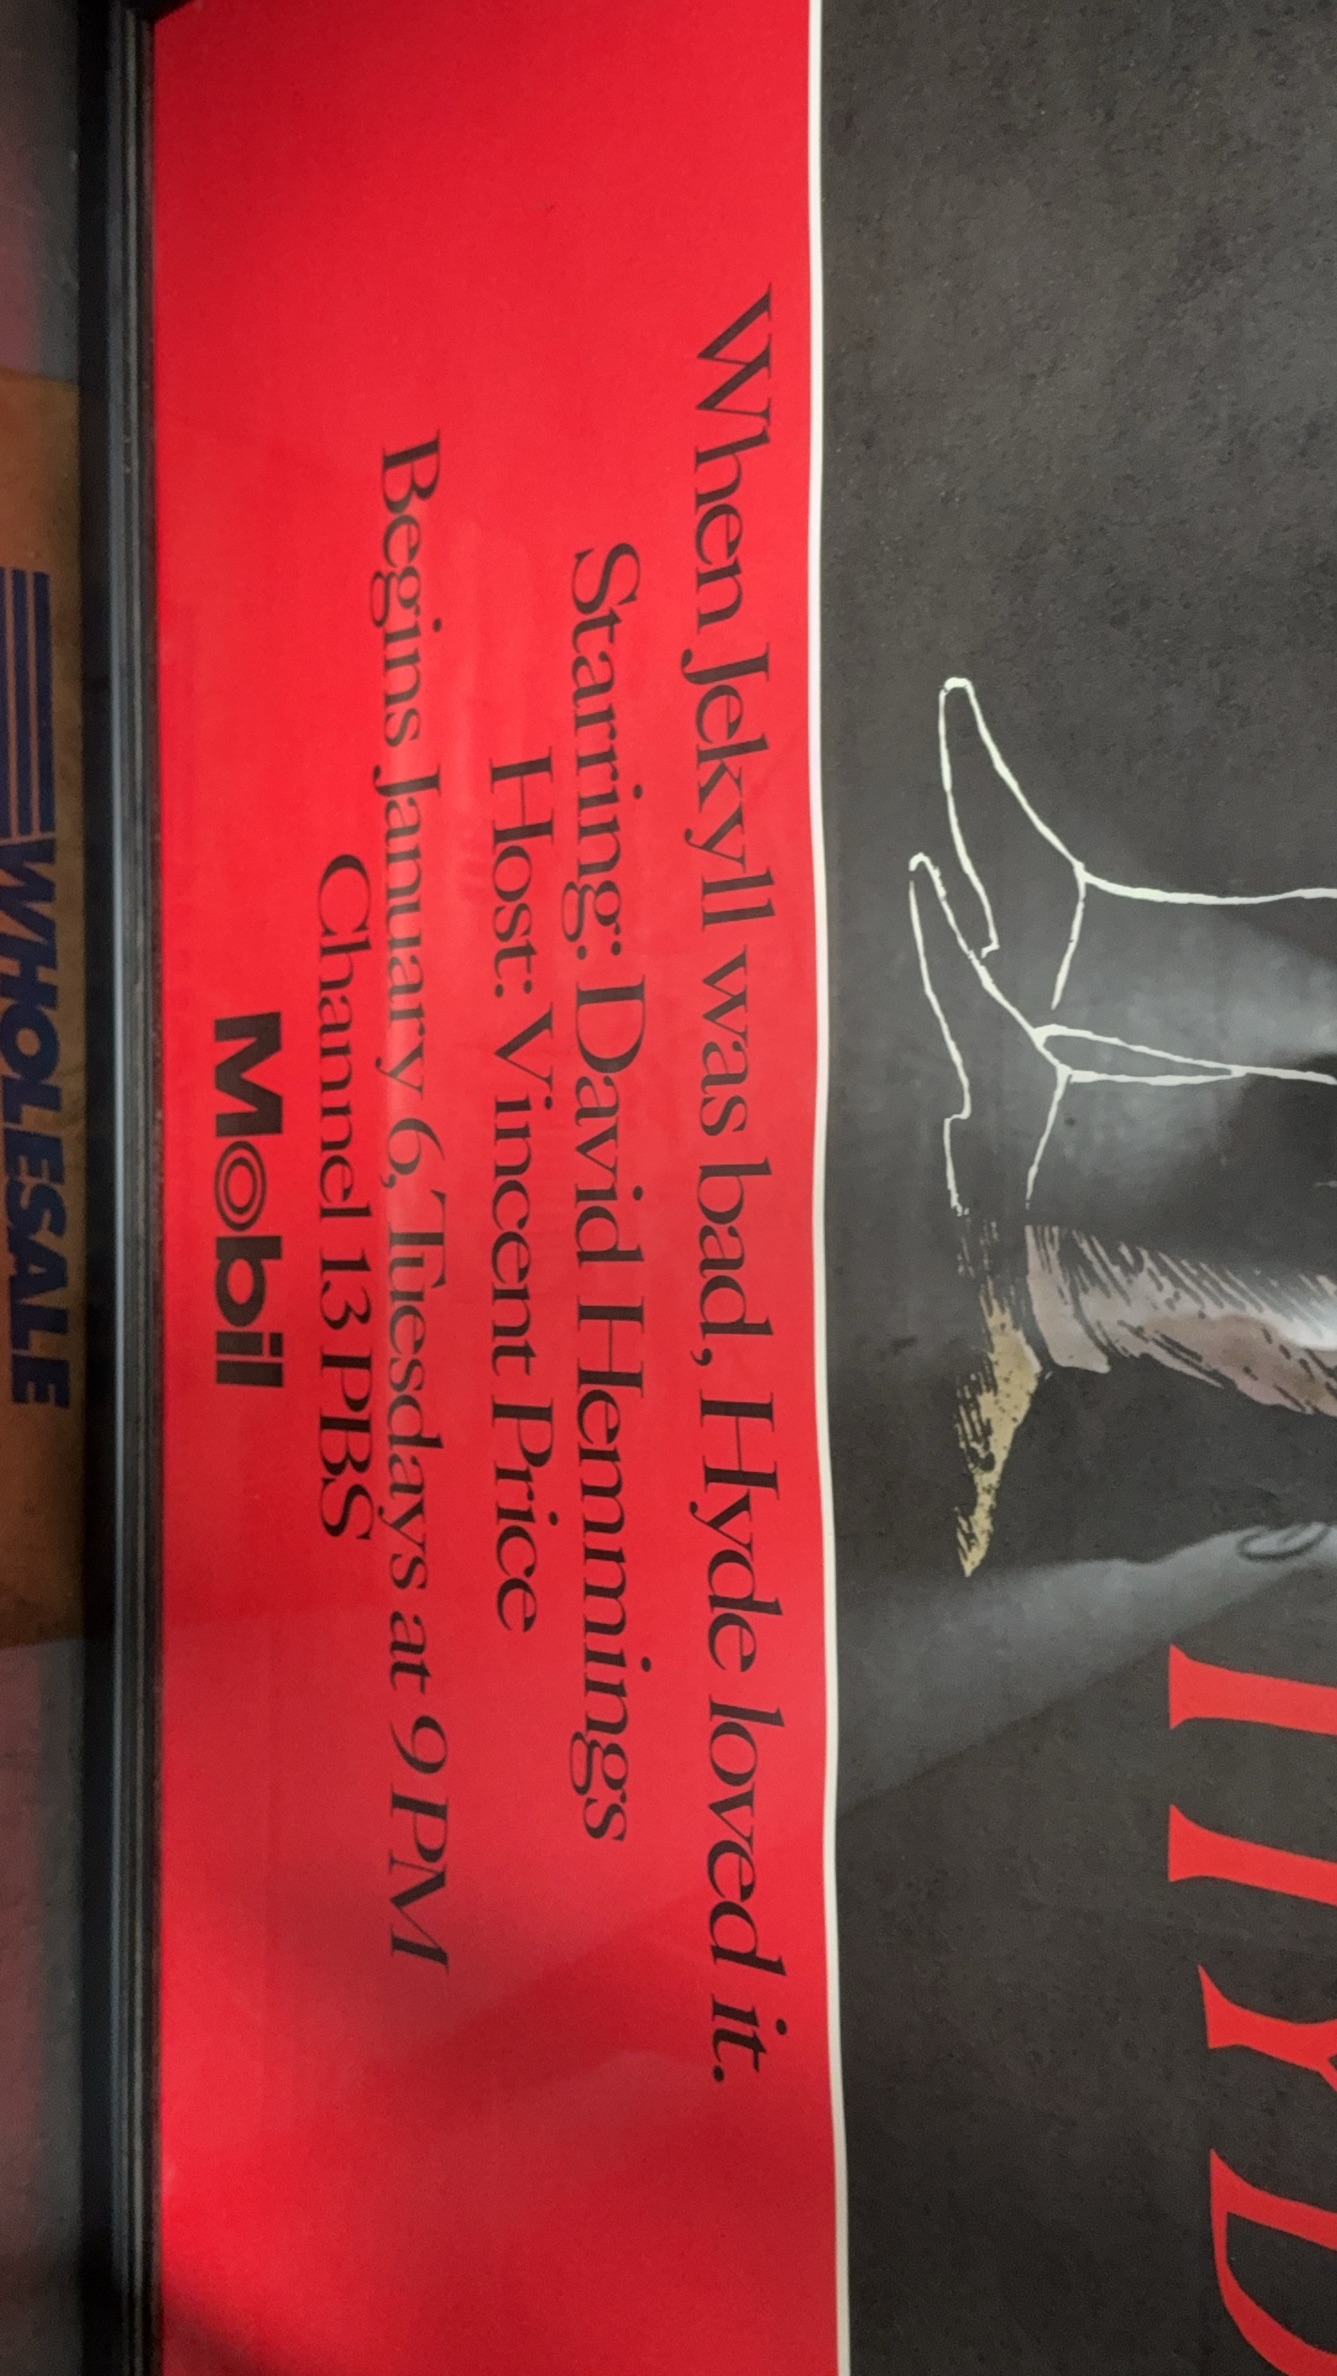 HYD
When Jekyll was bad, Hyde loved it.
Starring: David Hemmings
Host: Vincent Price
Begins January 6, Tuesdays at 9 PM
Channel 13 PBS
Mobil
WHOLESALE